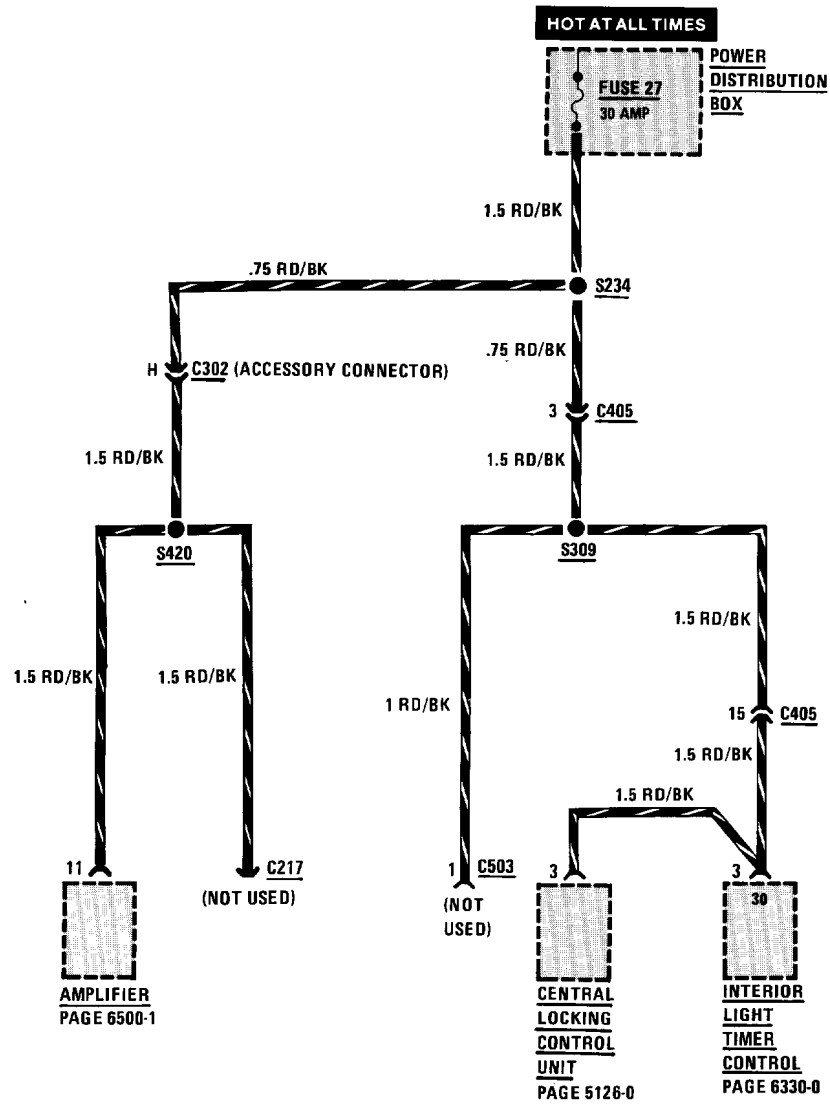 HOT AT ALL TIMES
POWER
DISTRIBUTION
BOX
FUSE 27
30 AMP
1.5 RD/BK
.75 RD/BK
S234
.75 RD/BK
H C302 (ACCESSORY CONNECTOR)
3 C405
1.5 RD/BK
1.5 RD/BK
S420
S309
1.5 RD/BK
1.5 RD/BK
1.5 RD/BK
1 RD/BK
15 C405
1.5 RD/BK
1.5 RD/BK
11
C217
(NOT USED)
1 C503
(NOT
USED)
3
3
30
AMPLIFIER
PAGE 6500-1
CENTRAL
LOCKING
CONTROL
UNIT
PAGE 5126-0
INTERIOR
LIGHT
TIMER
CONTROL
PAGE 6330-0